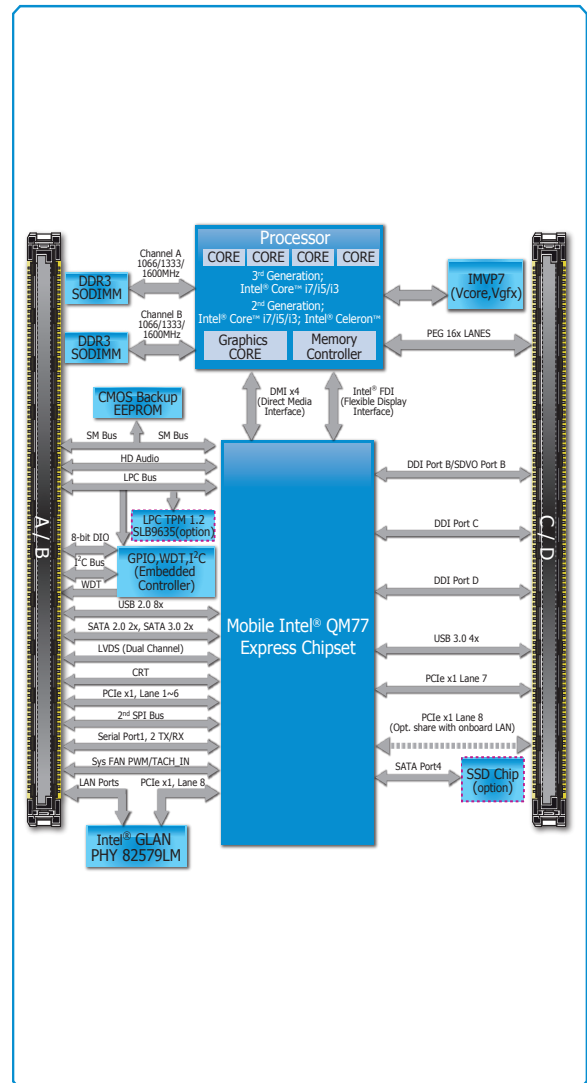 Processor
CORE CORE CORE CORE
3rd Generation;
Intel® Core™ i7/i5/i3
2nd Generation;
Intel® Core™ i7/i5/i3; Intel® Celeron™
Graphics
CORE
Memory
Controller
Channel A
1066/1333/
1600MHz
DDR3
SODIMM
Channel B
1066/1333/
1600MHz
DDR3
SODIMM
IMVP7
(Vcore,Vgfx)
PEG 16x LANES
DMI x4
(Direct Media
Interface)
Intel® FDI
(Flexible Display
Interface)
CMOS Backup
EEPROM
SM Bus
SM Bus
HD Audio
LPC Bus
LPC TPM 1.2
SLB9635(option)
8-bit DIO
I²C Bus
WDT
GPIO,WDT,I²C
(Embedded
Controller)
USB 2.0 8x
SATA 2.0 2x, SATA 3.0 2x
LVDS (Dual Channel)
CRT
PCIe x1, Lane 1~6
2nd SPI Bus
Serial Port1, 2 TX/RX
Sys FAN PWM/TACH_IN
LAN Ports
PCIe x1, Lane 8
Intel® GLAN
PHY 82579LM
A / B
Mobile Intel® QM77
Express Chipset
DDI Port B/SDVO Port B
DDI Port C
DDI Port D
USB 3.0 4x
PCIe x1 Lane 7
PCIe x1 Lane 8
(Opt. share with onboard LAN)
SATA Port4
SSD Chip
(option)
C / D